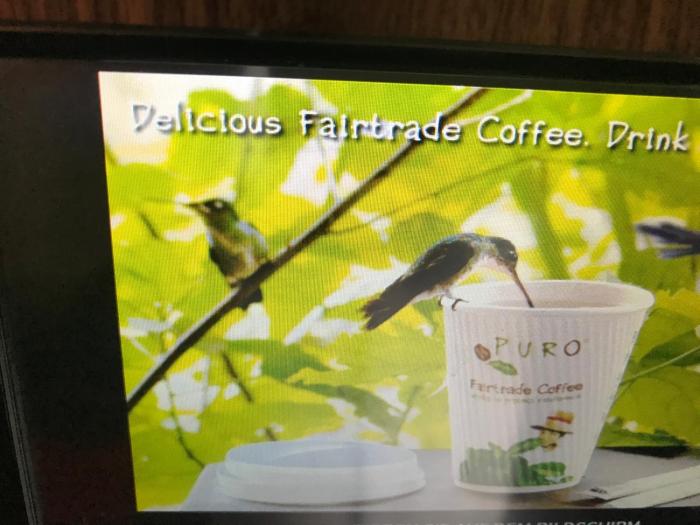 Delicious Fairtrade Coffee. Drink
PURO
Fairtrade Coffee